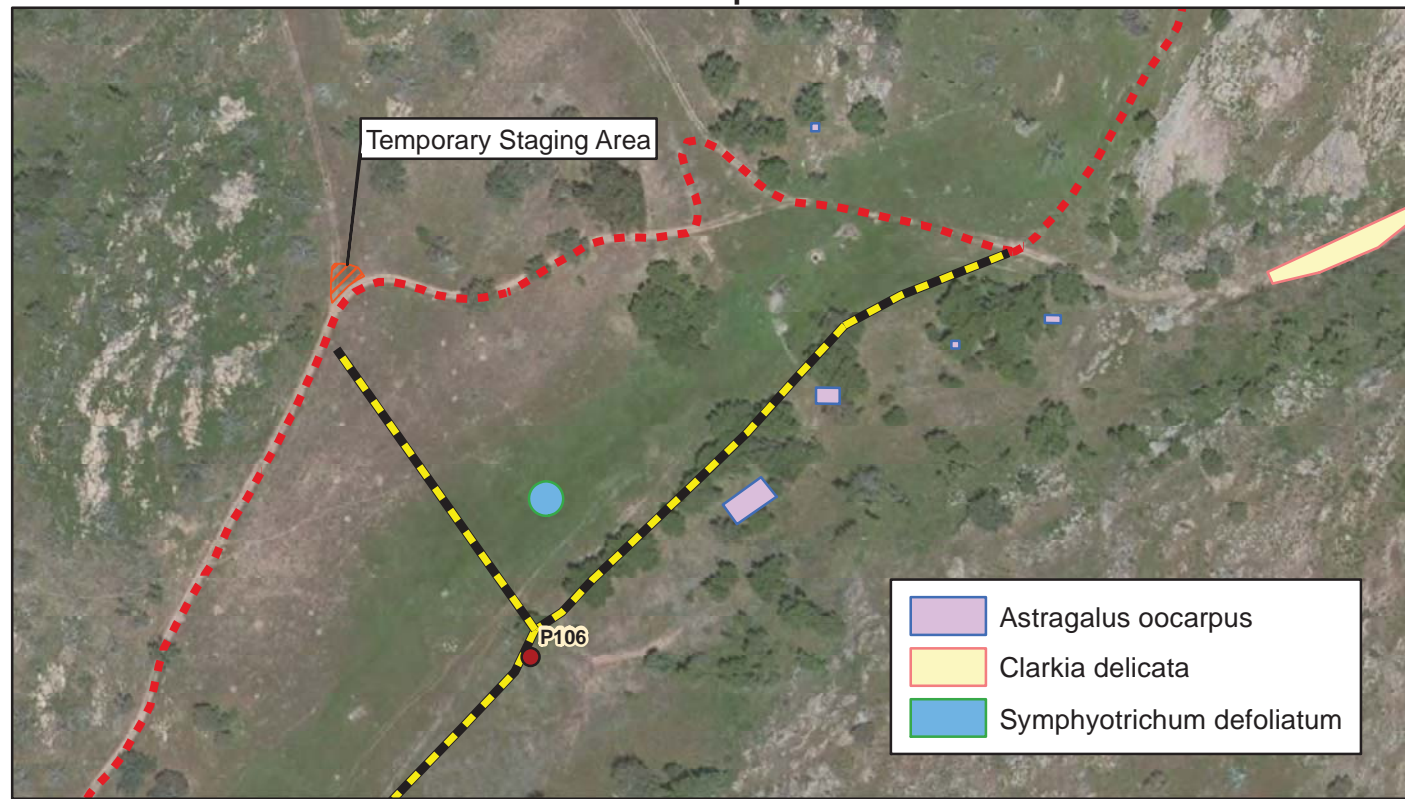 Temporary Staging Area
P106
Astragalus oocarpus
Clarkia delicata
Symphyotrichum defoliatum